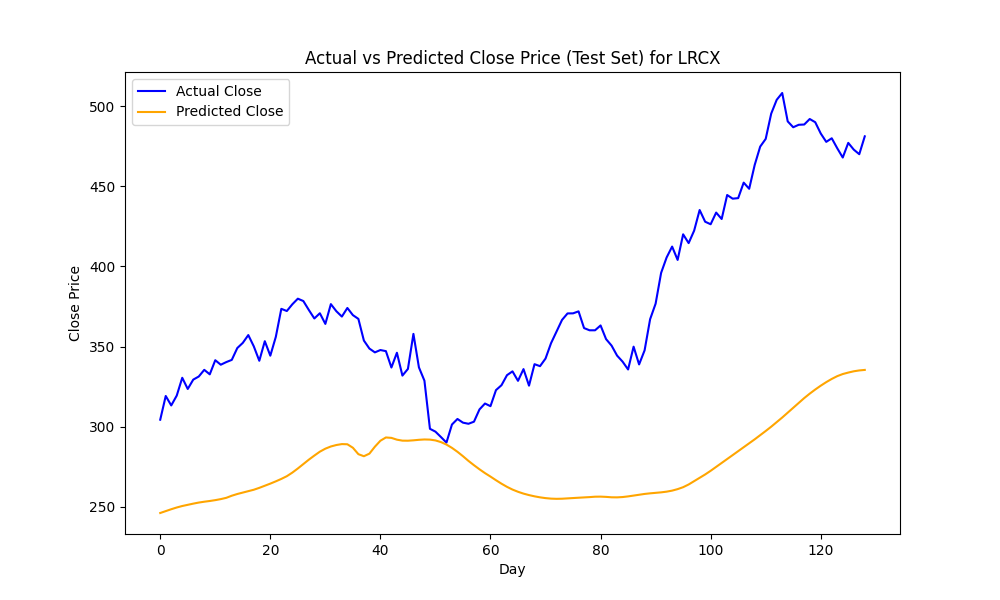 Actual vs Predicted Close Price (Test Set) for LRCX
Actual Close
Predicted Close
500
450
400
350
300
250
Close Price
0 20 40 60 80 100 120
Day